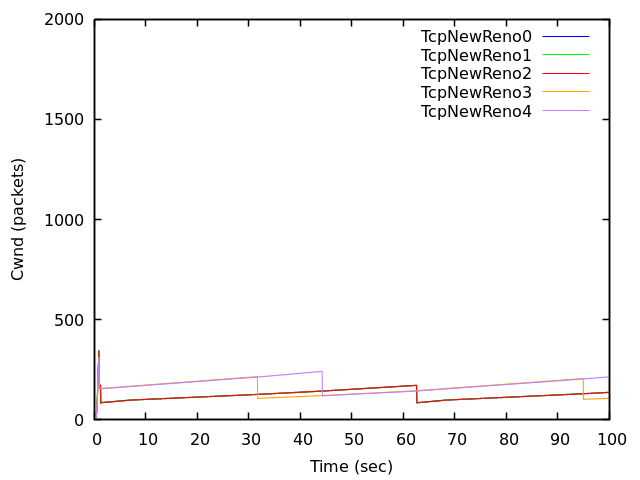 2000
1500
1000
500
0
Cwnd (packets)
TcpNewReno0
TcpNewReno1
TcpNewReno2
TcpNewReno3
TcpNewReno4
0 10 20 30 40 50 60 70 80 90 100
Time (sec)